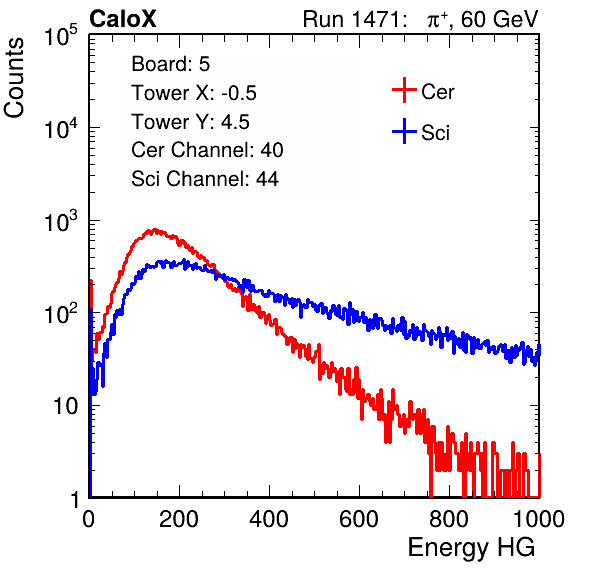 CaloX Run 1471: π⁺, 60 GeV
Counts
Board: 5
Tower X: -0.5
Tower Y: 4.5
Cer Channel: 40
Sci Channel: 44
Cer
Sci
10⁵
10⁴
10³
10²
10
1
0 200 400 600 800 1000
Energy HG